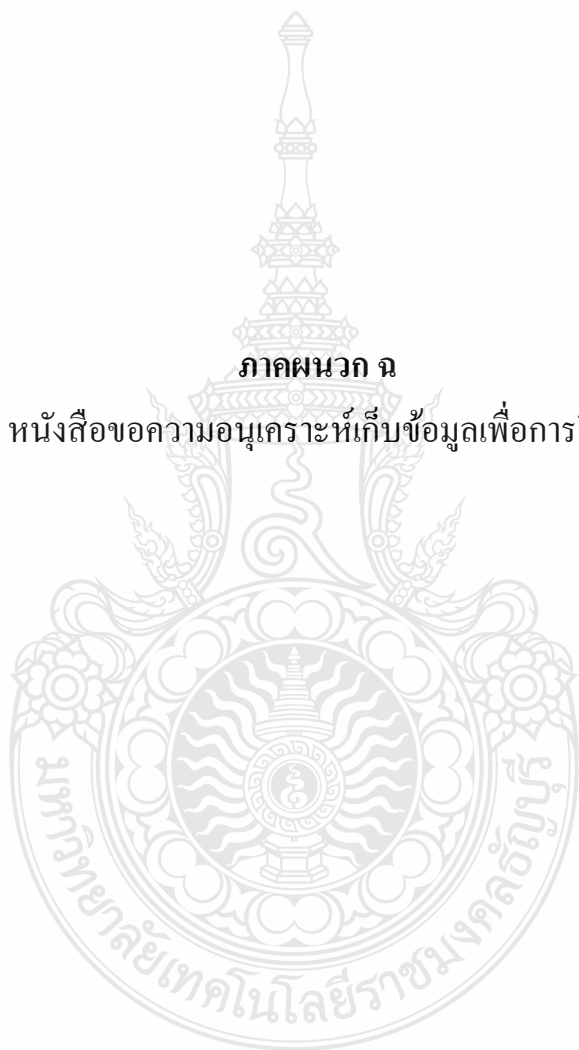 ภาคผนวก ฉ
หนังสือขอความอนุเคราะห์เก็บข้อมูลเพื่อการ
มหาวิทยาลัยเทคโนโลยีราชมงคลธัญบุรี